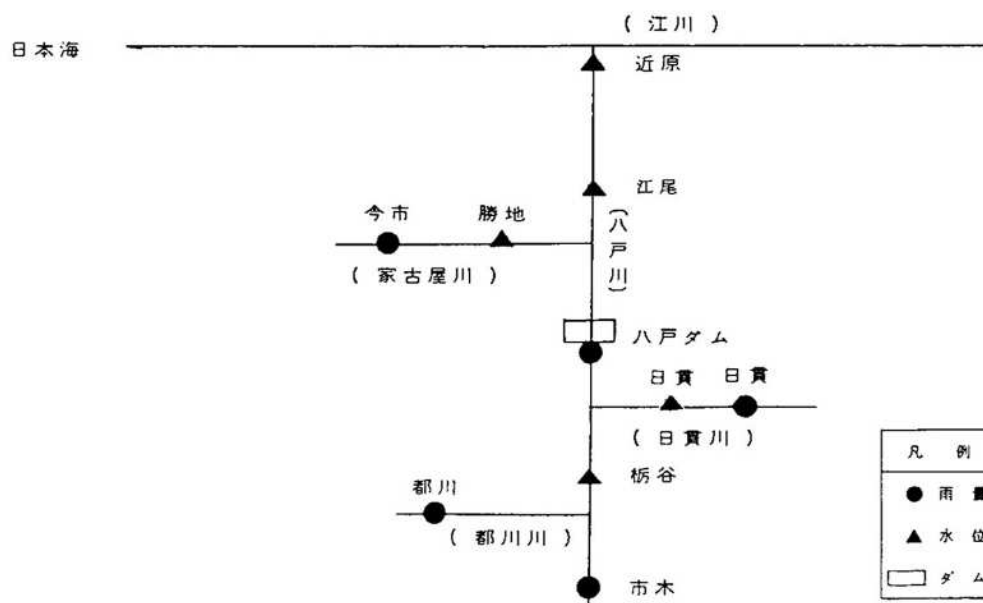 ( 江川 )
日本海
近原
江尾
今市
勝地
(八戸川)
( 家古屋川 )
八戸ダム
日貫
日貫
( 日貫川 )
栃谷
都川
( 都川川 )
市木
凡例
雨量
水位
ダム